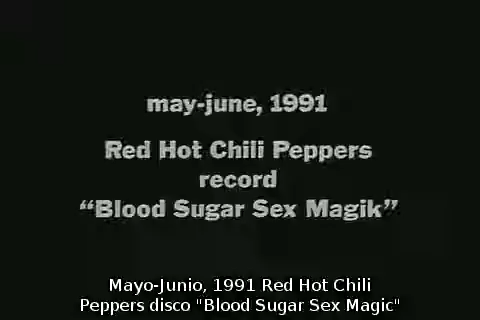 may-june, 1991
Red Hot Chili Peppers
record
“Blood Sugar Sex Magik”
Mayo-Junio, 1991 Red Hot Chili
Peppers disco "Blood Sugar Sex Magic"